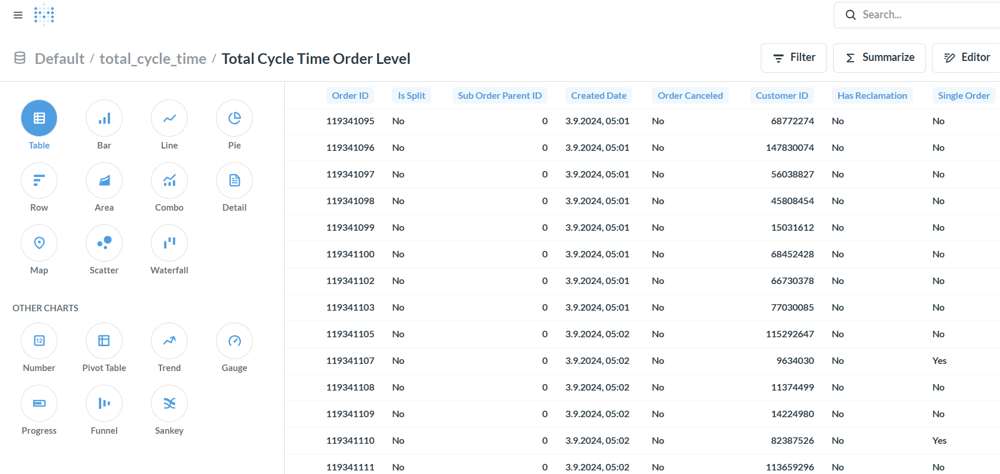 Search...
Default / total_cycle_time / Total Cycle Time Order Level
Filter
Summarize
Editor
Table
Bar
Line
Pie
Row
Area
Combo
Detail
Map
Scatter
Waterfall
OTHER CHARTS
12
Number
Pivot Table
Trend
Gauge
Progress
Funnel
Sankey
Order ID Is Split Sub Order Parent ID Created Date Order Canceled Customer ID Has Reclamation Single Order
119341095 No 0 3.9.2024, 05:01 No 68772274 No No
119341096 No 0 3.9.2024, 05:01 No 147830074 No No
119341097 No 0 3.9.2024, 05:01 No 56038827 No No
119341098 No 0 3.9.2024, 05:01 No 45808454 No No
119341099 No 0 3.9.2024, 05:01 No 15031612 No No
119341100 No 0 3.9.2024, 05:01 No 68452428 No No
119341102 No 0 3.9.2024, 05:01 No 66730378 No No
119341103 No 0 3.9.2024, 05:01 No 77030085 No No
119341105 No 0 3.9.2024, 05:02 No 115292647 No No
119341107 No 0 3.9.2024, 05:02 No 9634030 No Yes
119341108 No 0 3.9.2024, 05:02 No 11374499 No No
119341109 No 0 3.9.2024, 05:02 No 14224980 No No
119341110 No 0 3.9.2024, 05:02 No 82387526 No Yes
119341111 No 0 3.9.2024, 05:02 No 113659296 No No